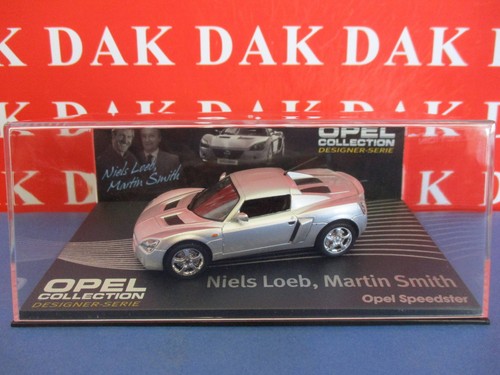 DAK DAK DAK DAK DAK
DAK DAK DAK DAK
DAK
DAK
OPEL
COLLECTION
DESIGNER-SERIE
Niels Loeb,
Martin Smith
OPEL
COLLECTION
DESIGNER-SERIE
Niels Loeb, Martin Smith
Opel Speedster